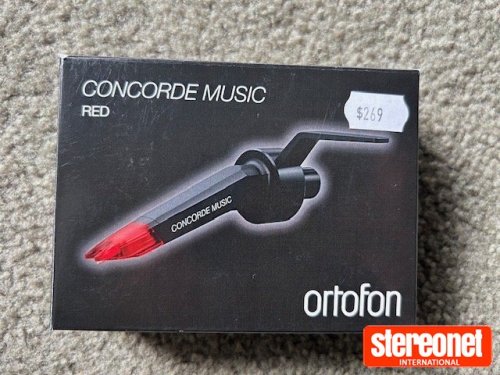 CONCORDE MUSIC
RED
$269
CONCORDE MUSIC
ortofon
stereonet
INTERNATIONAL